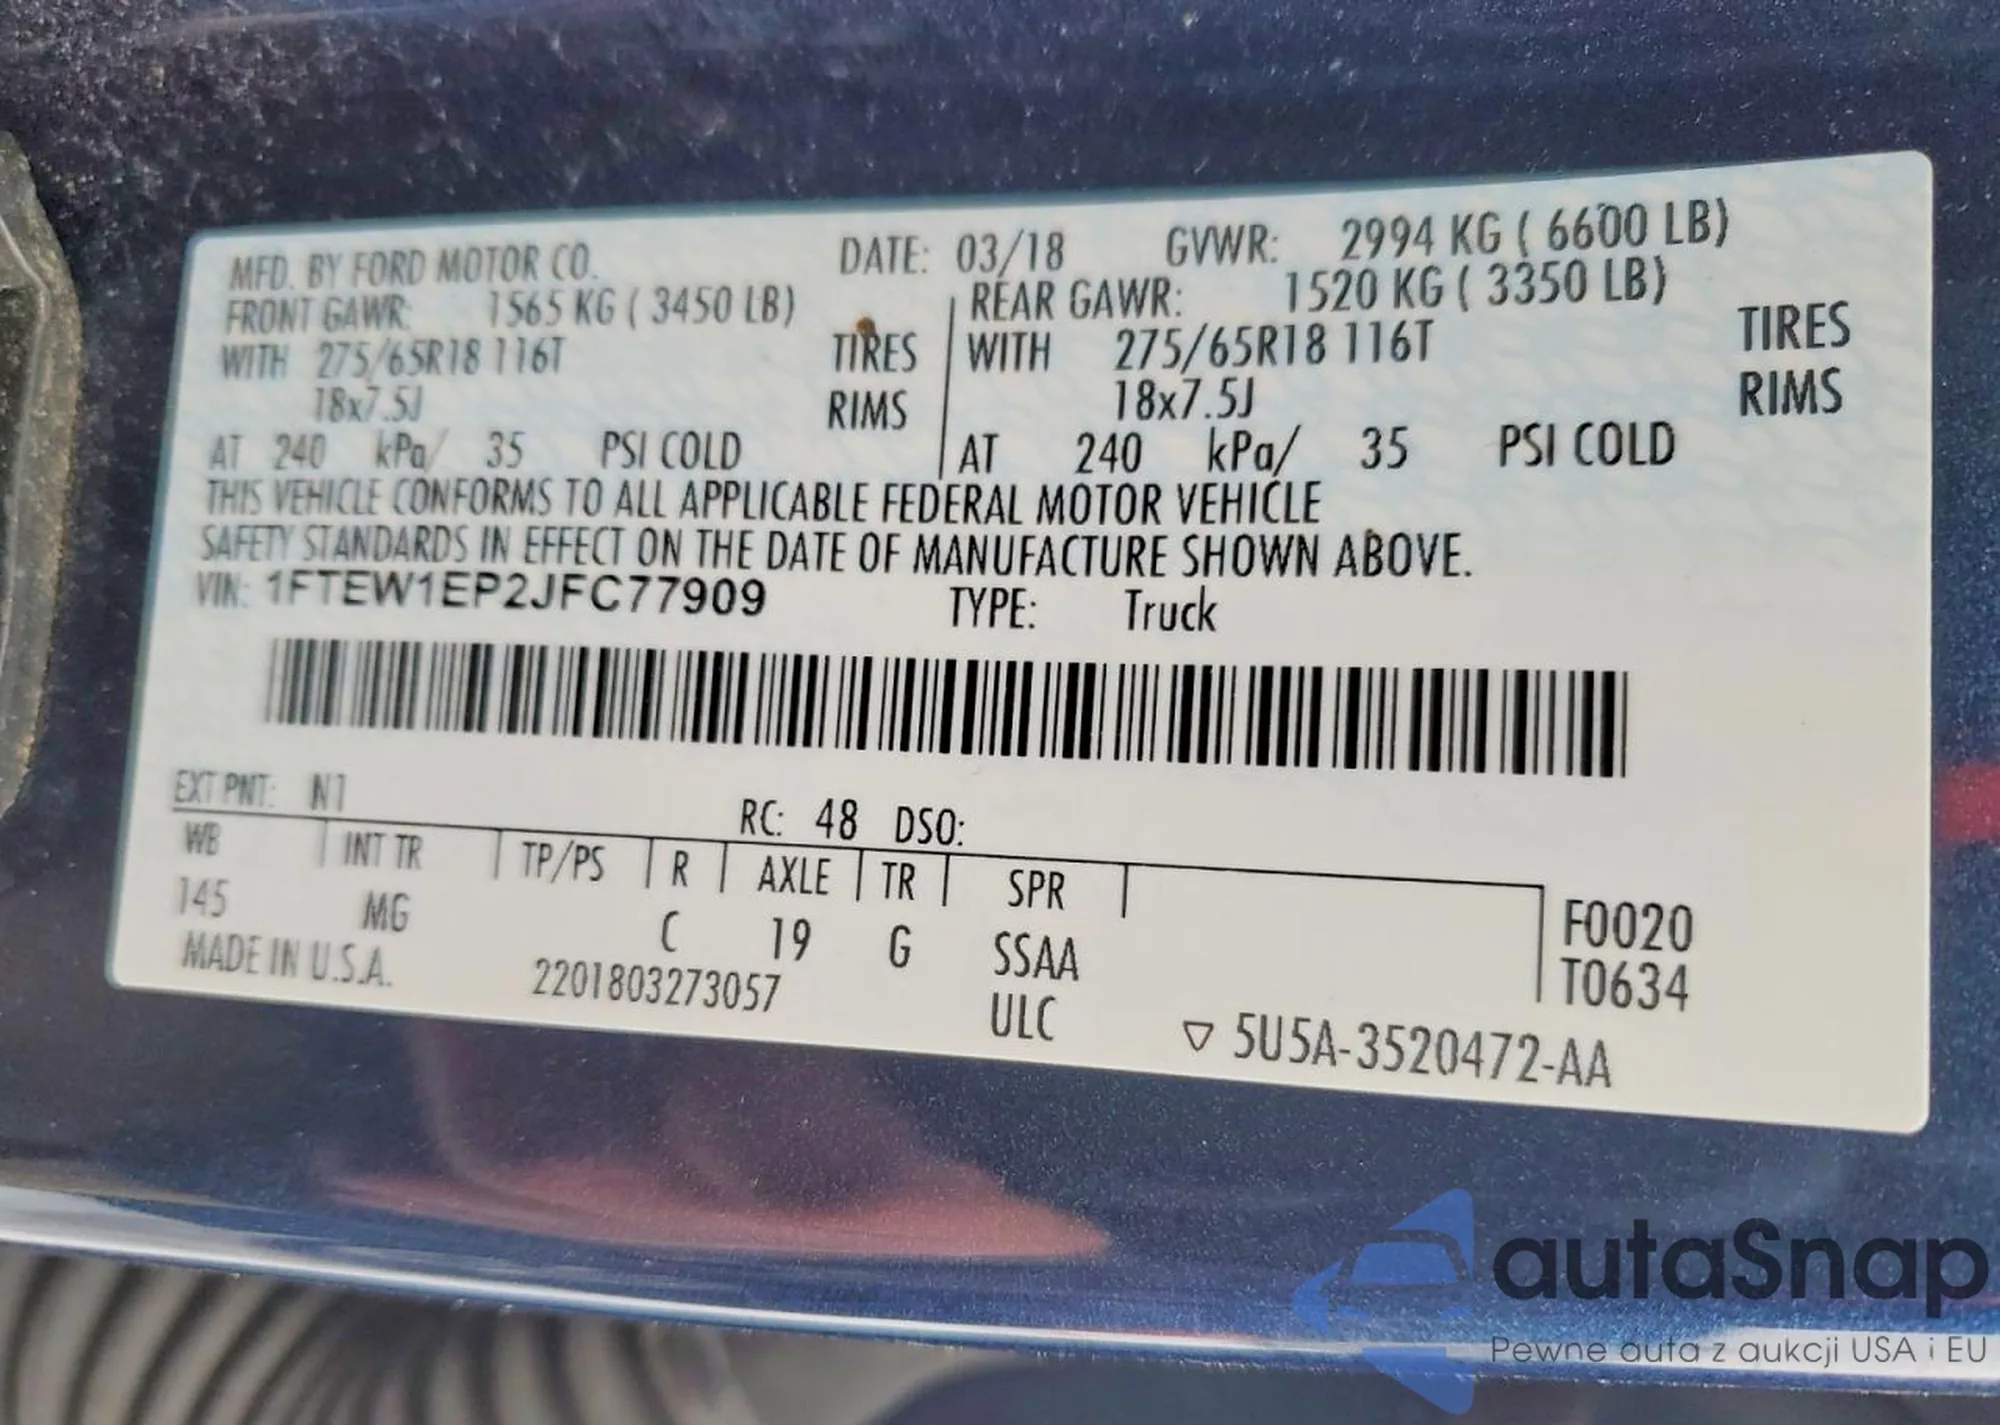 MFD. BY FORD MOTOR CO. DATE: 03/18 GVWR: 2994 KG ( 6600 LB)
FRONT GAWR: 1565 KG ( 3450 LB) REAR GAWR: 1520 KG ( 3350 LB)
WITH 275/65R18 116T TIRES WITH 275/65R18 116T TIRES
18x7.5J RIMS 18x7.5J RIMS
AT 240 kPa/ 35 PSI COLD AT 240 kPa/ 35 PSI COLD
THIS VEHICLE CONFORMS TO ALL APPLICABLE FEDERAL MOTOR VEHICLE
SAFETY STANDARDS IN EFFECT ON THE DATE OF MANUFACTURE SHOWN ABOVE.
VIN: 1FTEW1EP2JFC77909 TYPE: Truck
EXT PNT: N1 RC: 48 DSO:
WB INT TR TP/PS R AXLE TR SPR
145 MG C 19 G SSAA F0020
MADE IN U.S.A. 2201803273057 ULC T0634
▽ 5U5A-3520472-AA
autaSnap
Pewne auta z aukcji USA i EU